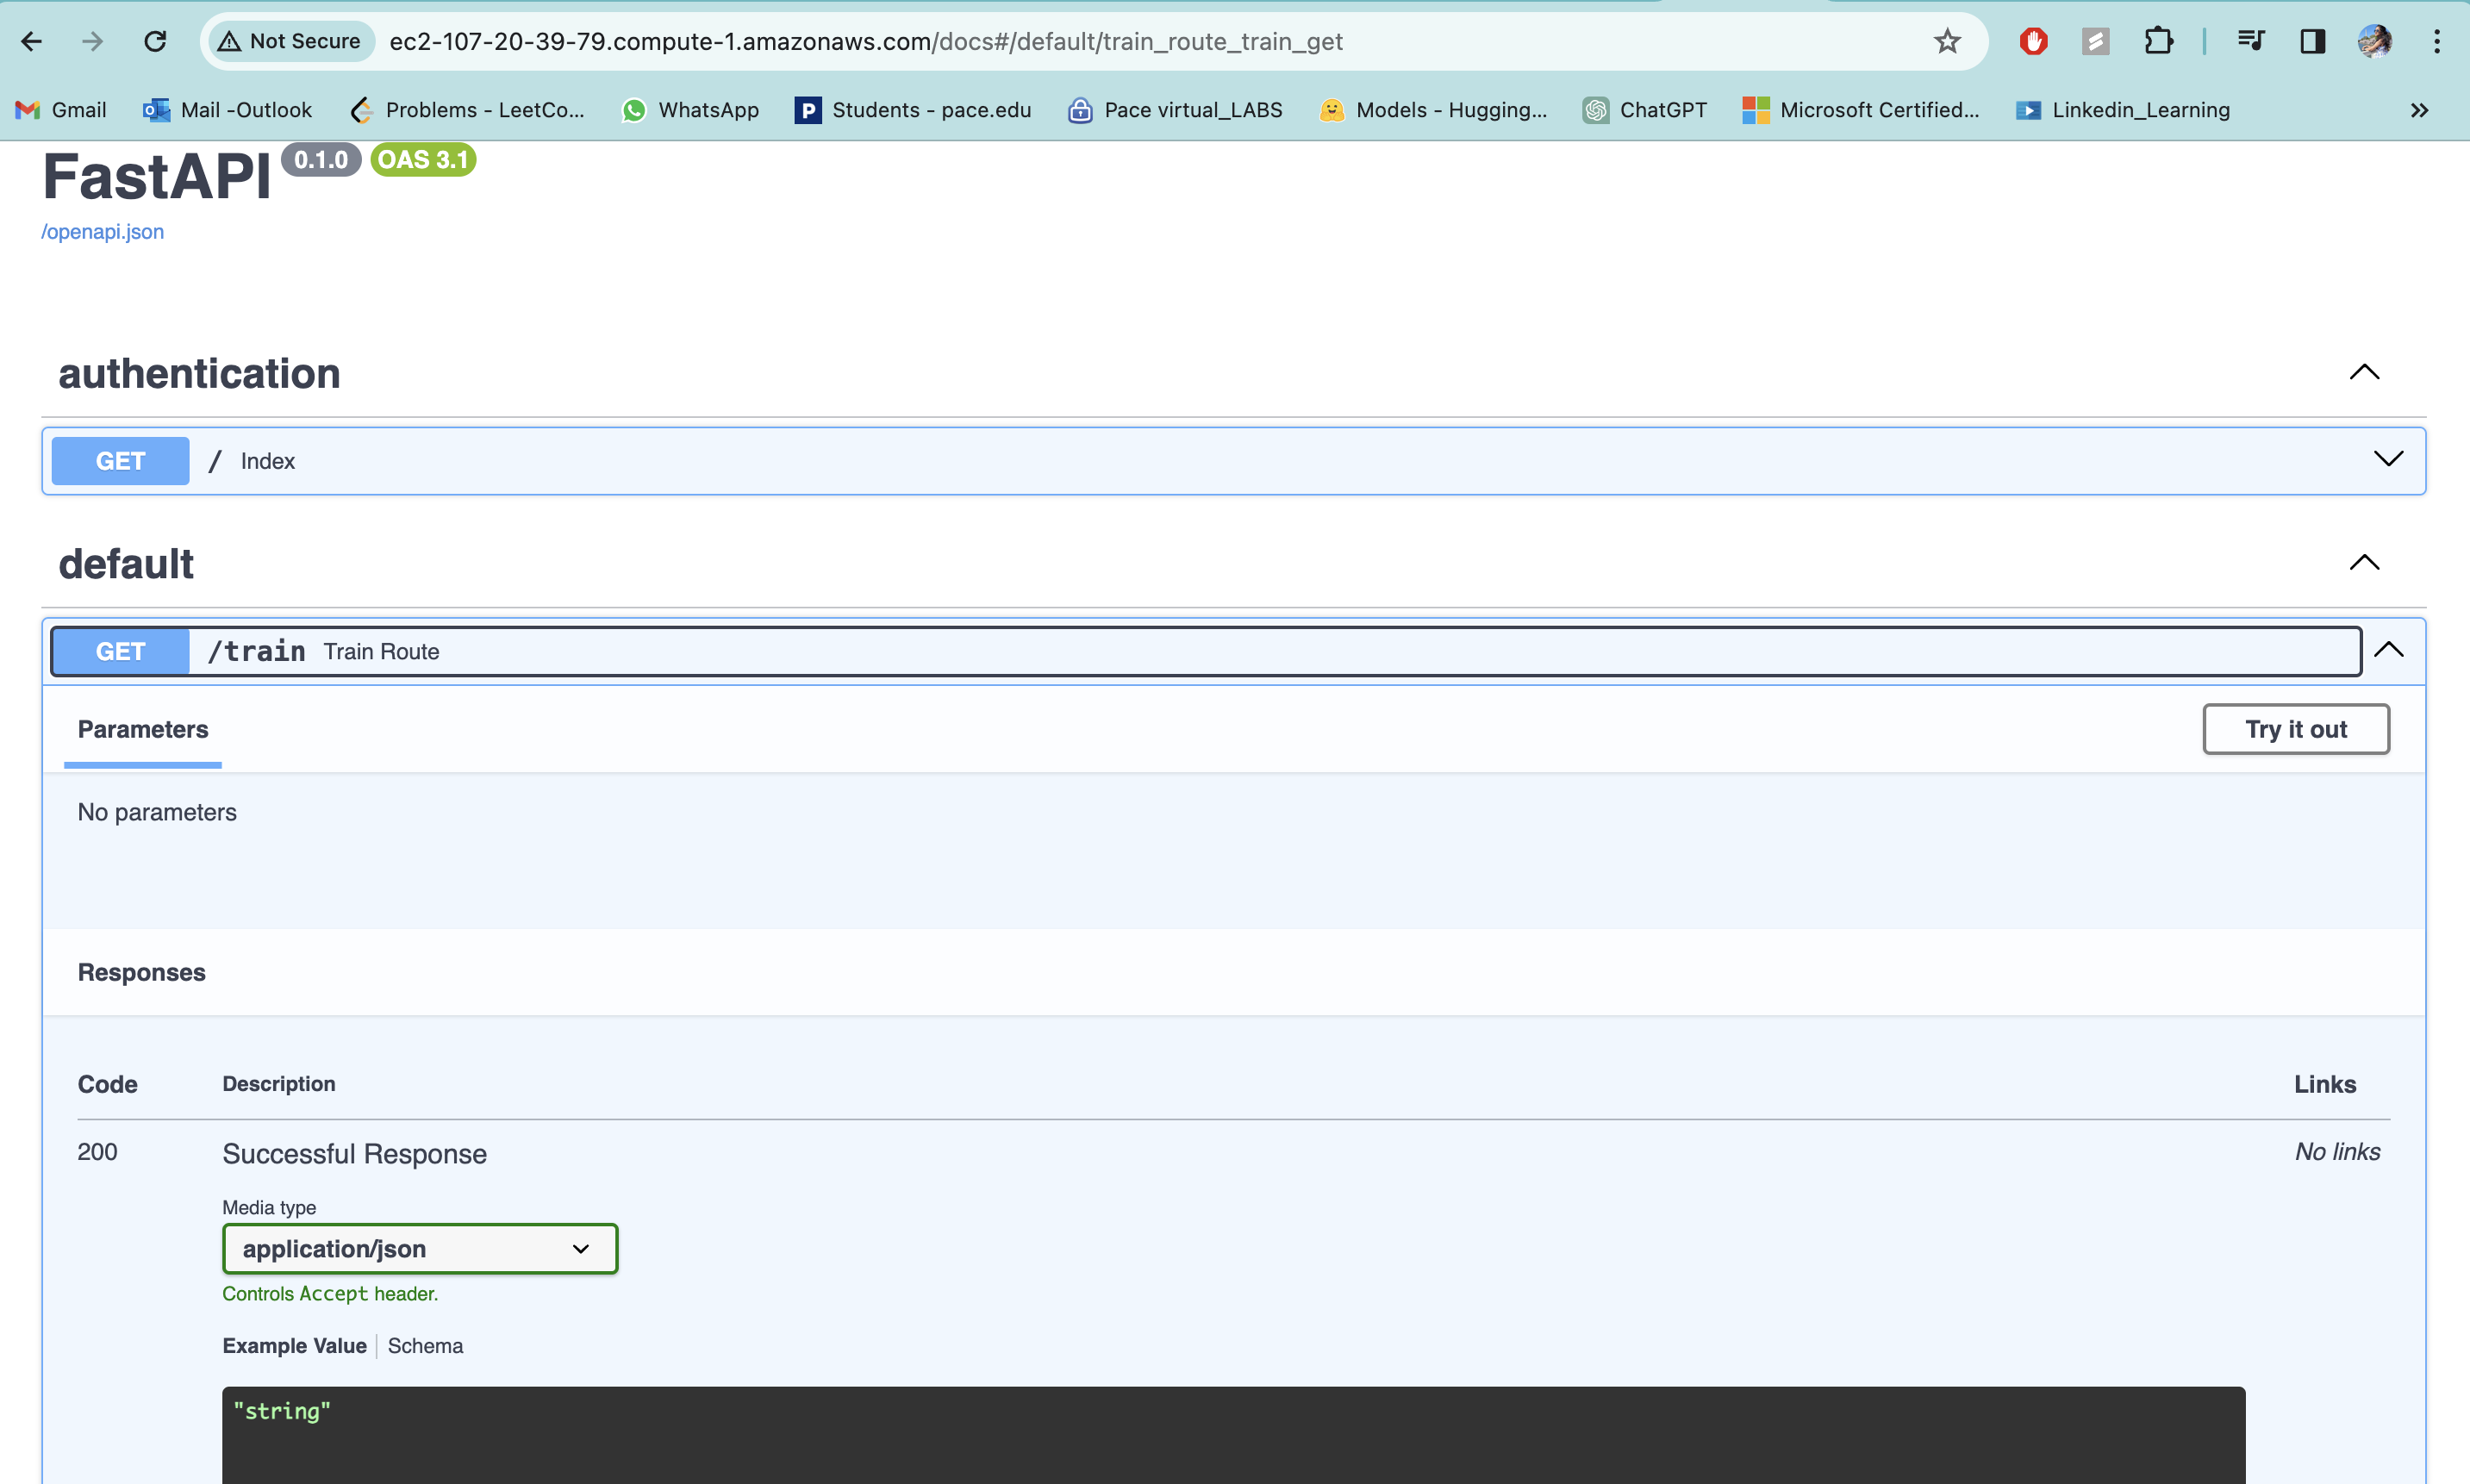 Not Secure ec2-107-20-39-79.compute-1.amazonaws.com/docs#/default/train_route_train_get
Gmail Mail -Outlook Problems - LeetCo... WhatsApp P Students - pace.edu Pace virtual_LABS Models - Hugging... ChatGPT Microsoft Certified... Linkedin_Learning
FastAPI 0.1.0 OAS 3.1
/openapi.json
authentication
GET / Index
default
GET /train Train Route
Parameters Try it out
No parameters
Responses
Code Description Links
200 Successful Response No links
Media type
application/json
Controls Accept header.
Example Value Schema
"string"